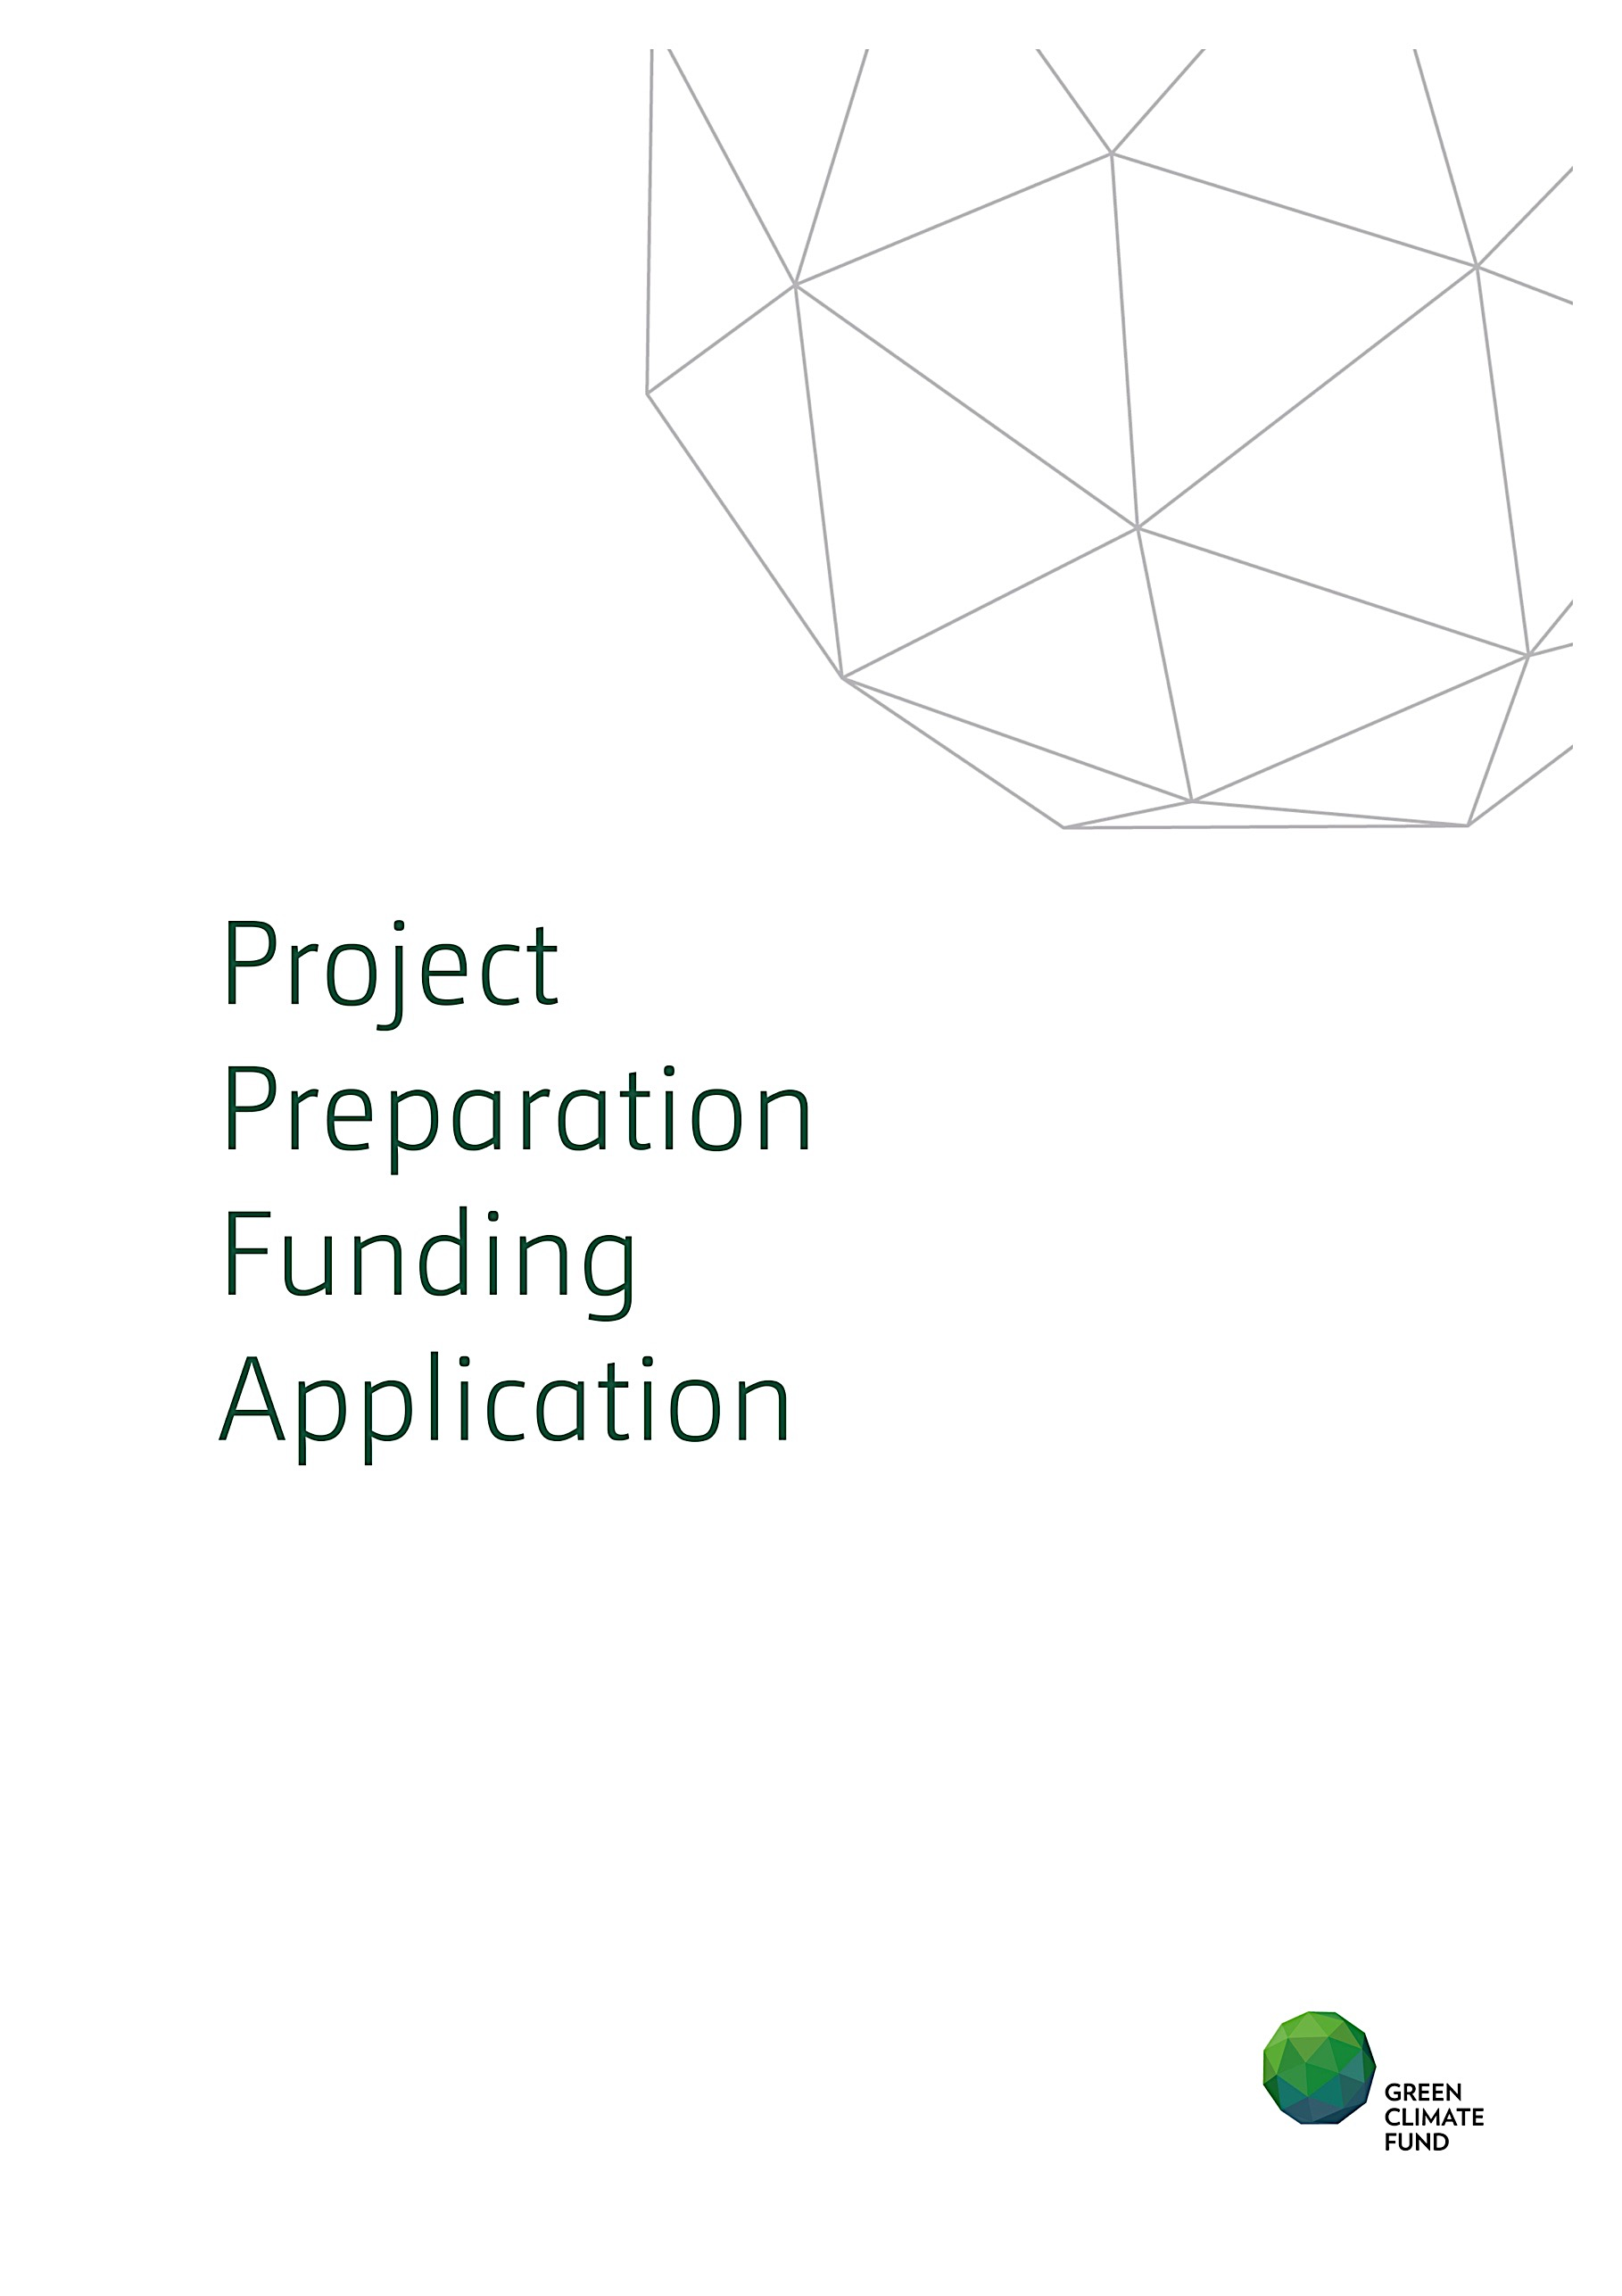 Project
Preparation
Funding
Application
GREEN
CLIMATE
FUND